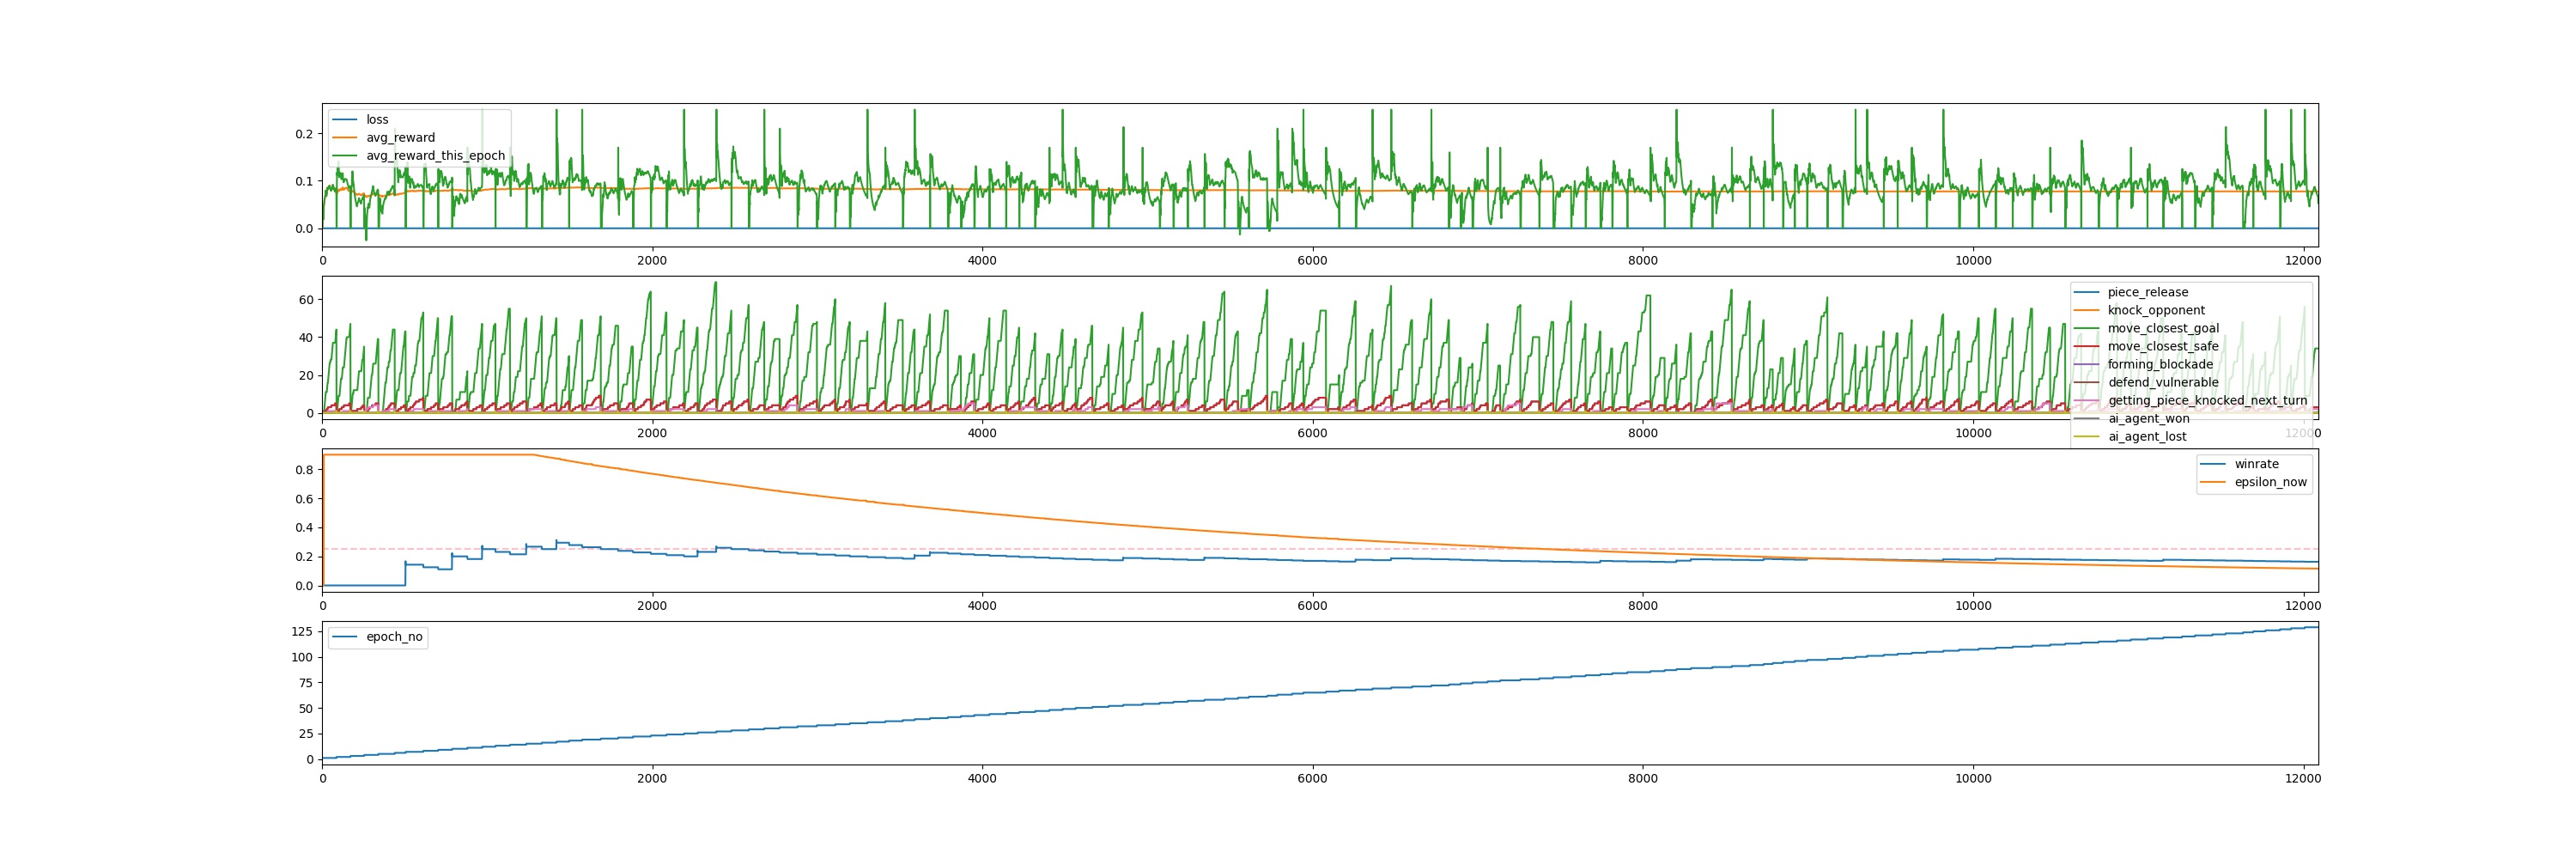 loss
avg_reward
avg_reward_this_epoch
0.2
0.1
0.0
0 2000 4000 6000 8000 10000 12000
piece_release
knock_opponent
move_closest_goal
move_closest_safe
forming_blockade
defend_vulnerable
getting_piece_knocked_next_turn
ai_agent_won
ai_agent_lost
60
40
20
0
0 2000 4000 6000 8000 10000 12000
winrate
epsilon_now
0.8
0.6
0.4
0.2
0.0
0 2000 4000 6000 8000 10000 12000
epoch_no
125
100
75
50
25
0
0 2000 4000 6000 8000 10000 12000